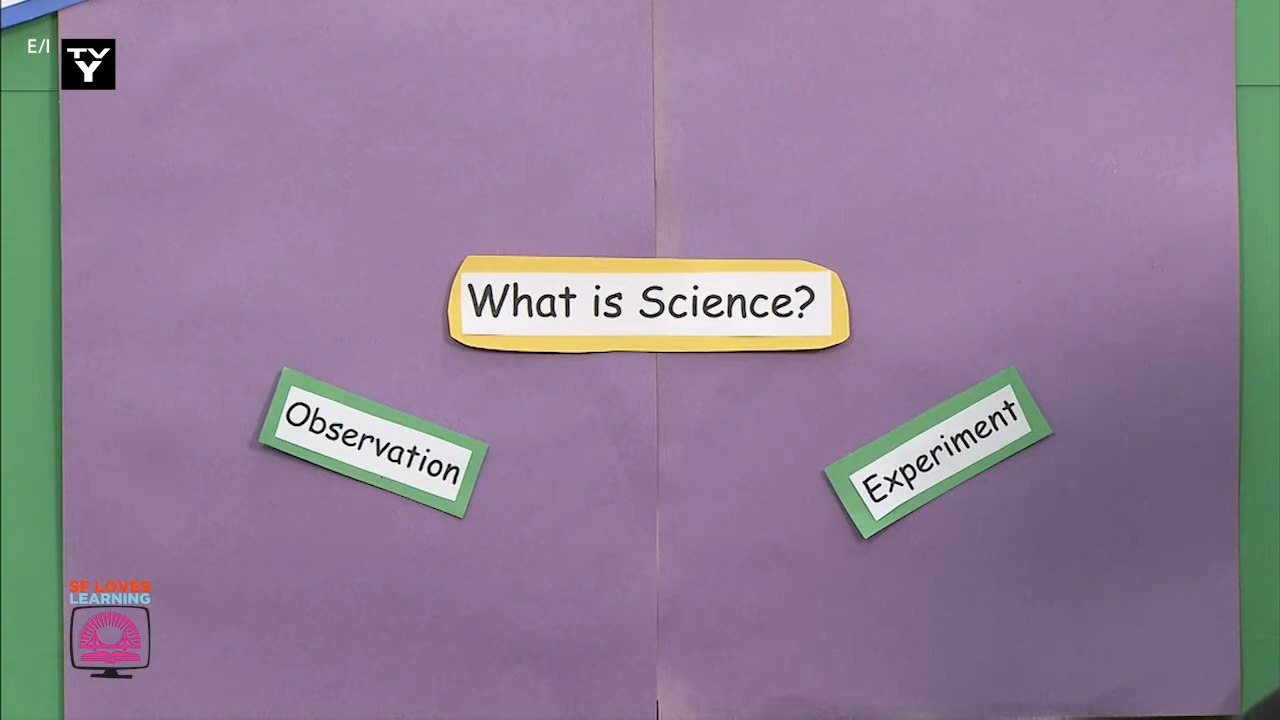 E/I
TV
Y
What is Science?
Observation
Experiment
SF LOVES
LEARNING